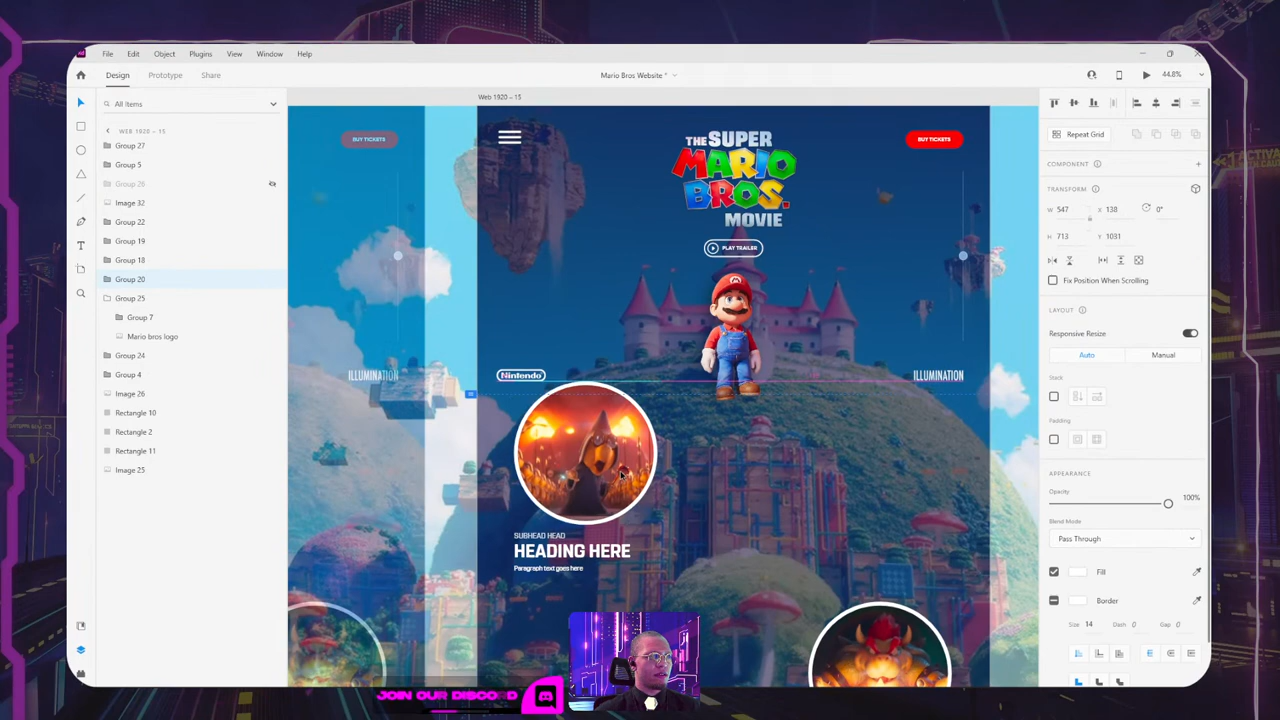 File Edit Object Plugins View Window Help
Design Prototype Share
Mario Bros Website *
44.8%
All Items
WEB 1920 – 15
Group 27
Group 5
Group 26
Image 32
Group 22
Group 19
Group 18
Group 20
Group 25
Group 7
Mario bros logo
Group 24
Group 4
Image 26
Rectangle 10
Rectangle 2
Rectangle 11
Image 25
Web 1920 – 15
BUY TICKETS
BUY TICKETS
THE SUPER
MARIO
BROS.
MOVIE
PLAY TRAILER
ILLUMINATION
Nintendo
ILLUMINATION
SUBHEAD HEAD
HEADING HERE
Paragraph text goes here
Repeat Grid
COMPONENT
TRANSFORM
W 547 X 138 0°
H 713 Y 1031
Fix Position When Scrolling
LAYOUT
Responsive Resize
Auto Manual
Stack
Padding
APPEARANCE
Opacity
100%
Blend Mode
Pass Through
Fill
Border
Size 14 Dash 0 Gap 0
JOIN OUR DISCORD